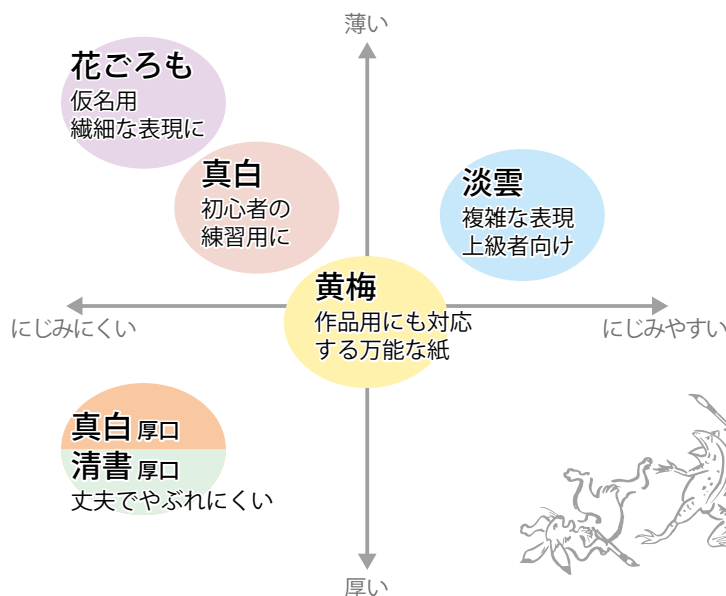 薄い
花ごろも
仮名用
繊細な表現に
真白
初心者の
練習用に
淡雲
複雑な表現
上級者向け
黄梅
作品用にも対応
する万能な紙
にじみにくい
にじみやすい
真白 厚口
清書 厚口
丈夫でやぶれにくい
厚い